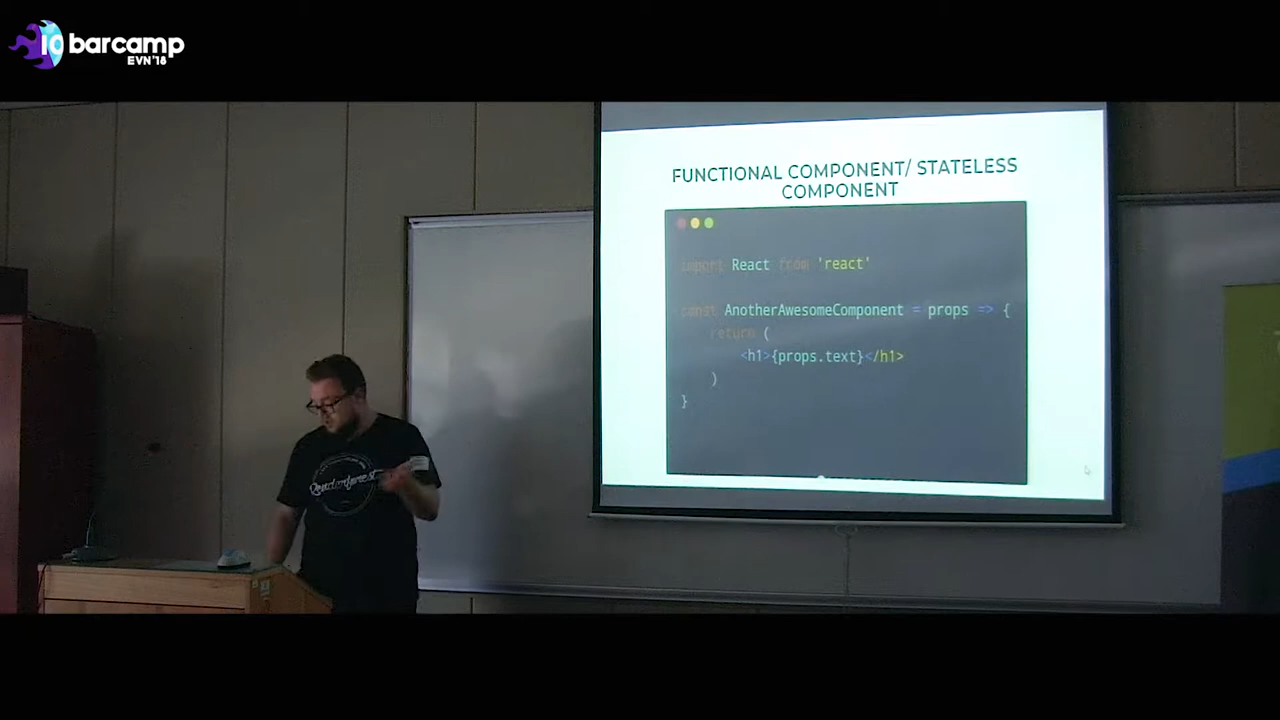 10 barcamp
EVN'18
FUNCTIONAL COMPONENT/ STATELESS
COMPONENT
import React from 'react'
const AnotherAwesomeComponent = props => {
return (
<h1>{props.text}</h1>
)
}